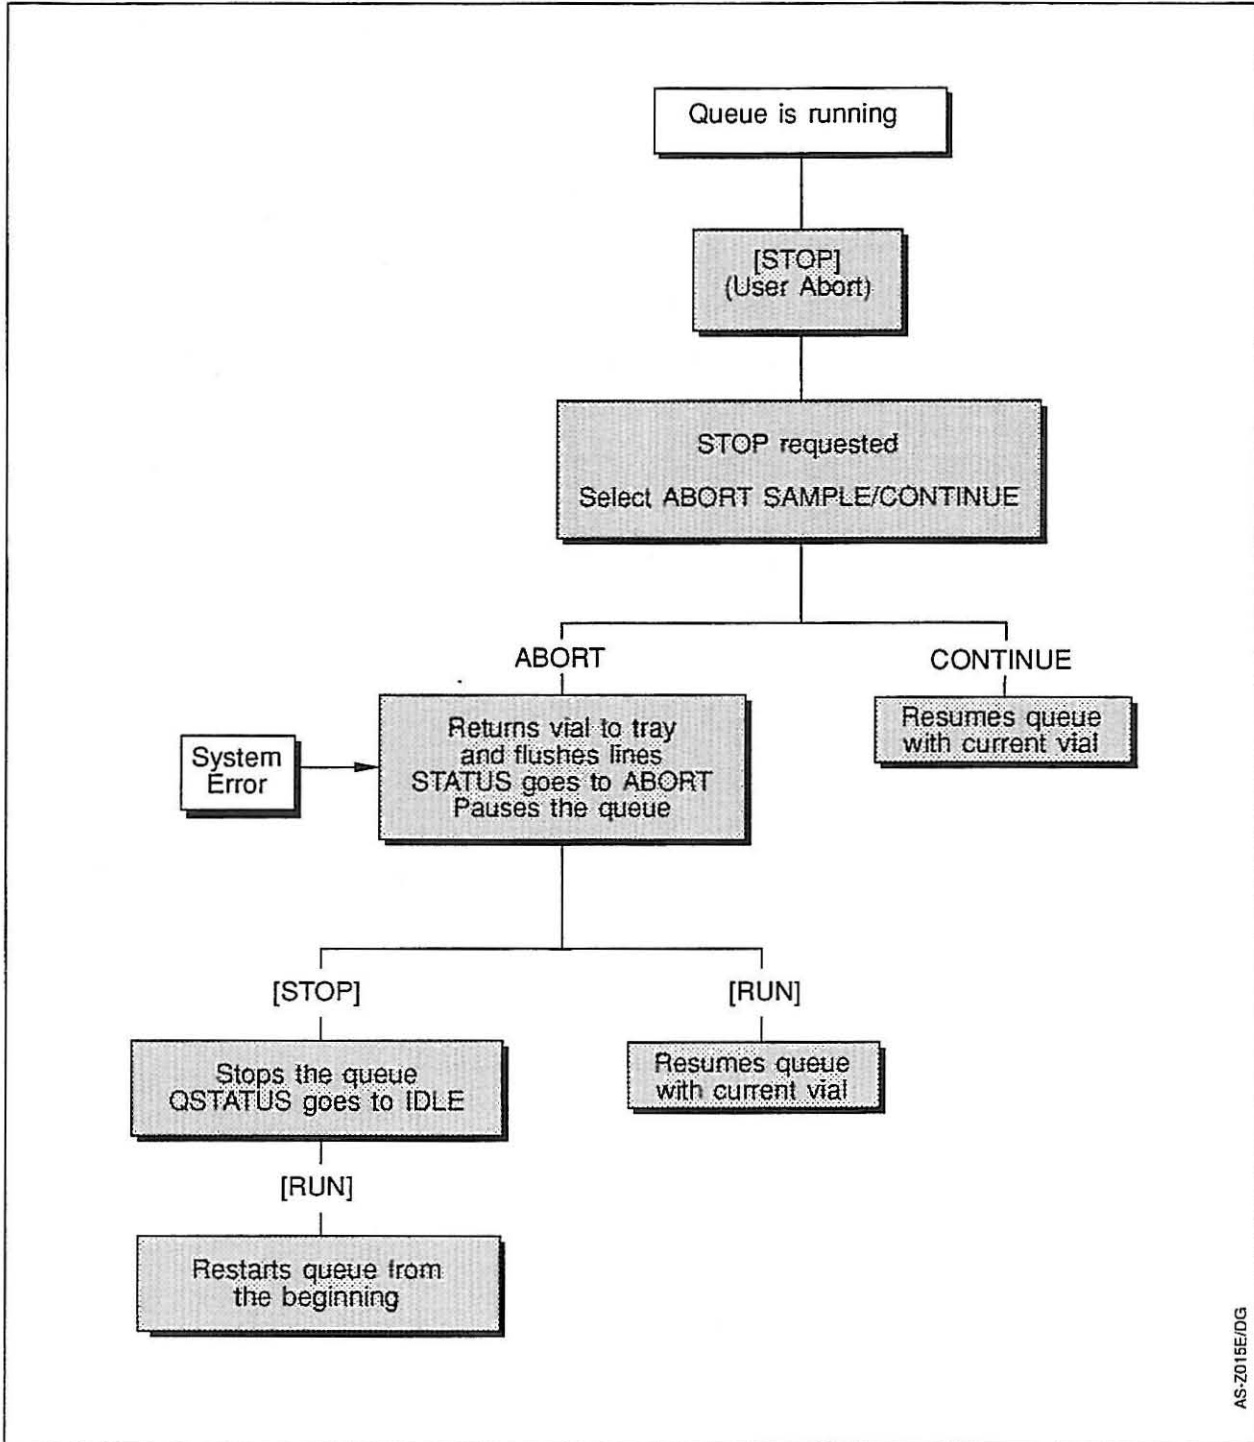 Queue is running
[STOP]
(User Abort)
STOP requested
Select ABORT SAMPLE/CONTINUE
ABORT
CONTINUE
Returns vial to tray
and flushes lines
STATUS goes to ABORT
Pauses the queue
Resumes queue
with current vial
System
Error
[STOP]
[RUN]
Stops the queue
QSTATUS goes to IDLE
Resumes queue
with current vial
[RUN]
Restarts queue from
the beginning
AS-Z015E/DG